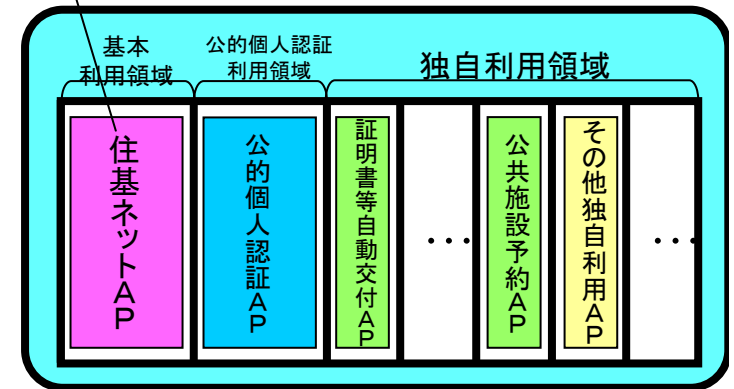 基本
利用領域
公的個人認証
利用領域
独自利用領域
住基ネットＡＰ
公的個人認証ＡＰ
証明書等自動交付ＡＰ
・・・
公共施設予約ＡＰ
その他独自利用ＡＰ
・・・